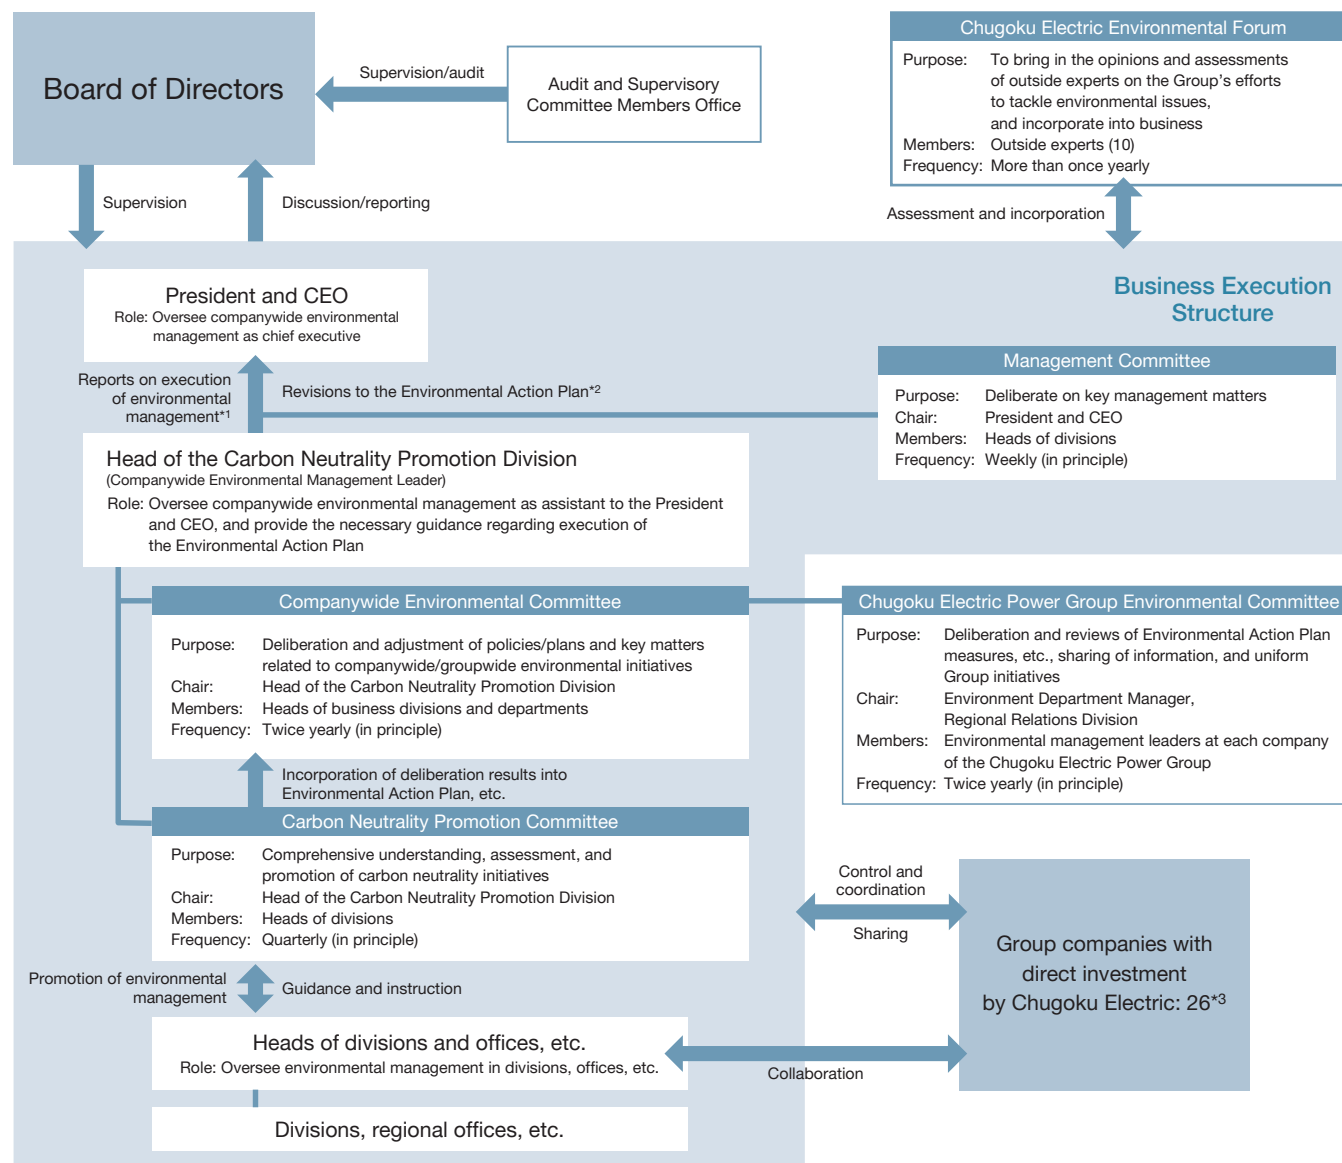 Board of Directors
Supervision/audit
Audit and Supervisory
Committee Members Office
Chugoku Electric Environmental Forum
Purpose: To bring in the opinions and assessments
of outside experts on the Group's efforts
to tackle environmental issues,
and incorporate into business
Members: Outside experts (10)
Frequency: More than once yearly
Supervision
Discussion/reporting
Assessment and incorporation
Business Execution
Structure
President and CEO
Role: Oversee companywide environmental
management as chief executive
Reports on execution
of environmental
management*1
Revisions to the Environmental Action Plan*2
Management Committee
Purpose: Deliberate on key management matters
Chair: President and CEO
Members: Heads of divisions
Frequency: Weekly (in principle)
Head of the Carbon Neutrality Promotion Division
(Companywide Environmental Management Leader)
Role: Oversee companywide environmental management as assistant to the President
and CEO, and provide the necessary guidance regarding execution of
the Environmental Action Plan
Companywide Environmental Committee
Purpose: Deliberation and adjustment of policies/plans and key matters
related to companywide/groupwide environmental initiatives
Chair: Head of the Carbon Neutrality Promotion Division
Members: Heads of business divisions and departments
Frequency: Twice yearly (in principle)
Chugoku Electric Power Group Environmental Committee
Purpose: Deliberation and reviews of Environmental Action Plan
measures, etc., sharing of information, and uniform
Group initiatives
Chair: Environment Department Manager,
Regional Relations Division
Members: Environmental management leaders at each company
of the Chugoku Electric Power Group
Frequency: Twice yearly (in principle)
Incorporation of deliberation results into
Environmental Action Plan, etc.
Carbon Neutrality Promotion Committee
Purpose: Comprehensive understanding, assessment, and
promotion of carbon neutrality initiatives
Chair: Head of the Carbon Neutrality Promotion Division
Members: Heads of divisions
Frequency: Quarterly (in principle)
Control and
coordination
Sharing
Group companies with
direct investment
by Chugoku Electric: 26*3
Promotion of environmental
management
Guidance and instruction
Heads of divisions and offices, etc.
Role: Oversee environmental management in divisions, offices, etc.
Collaboration
Divisions, regional offices, etc.